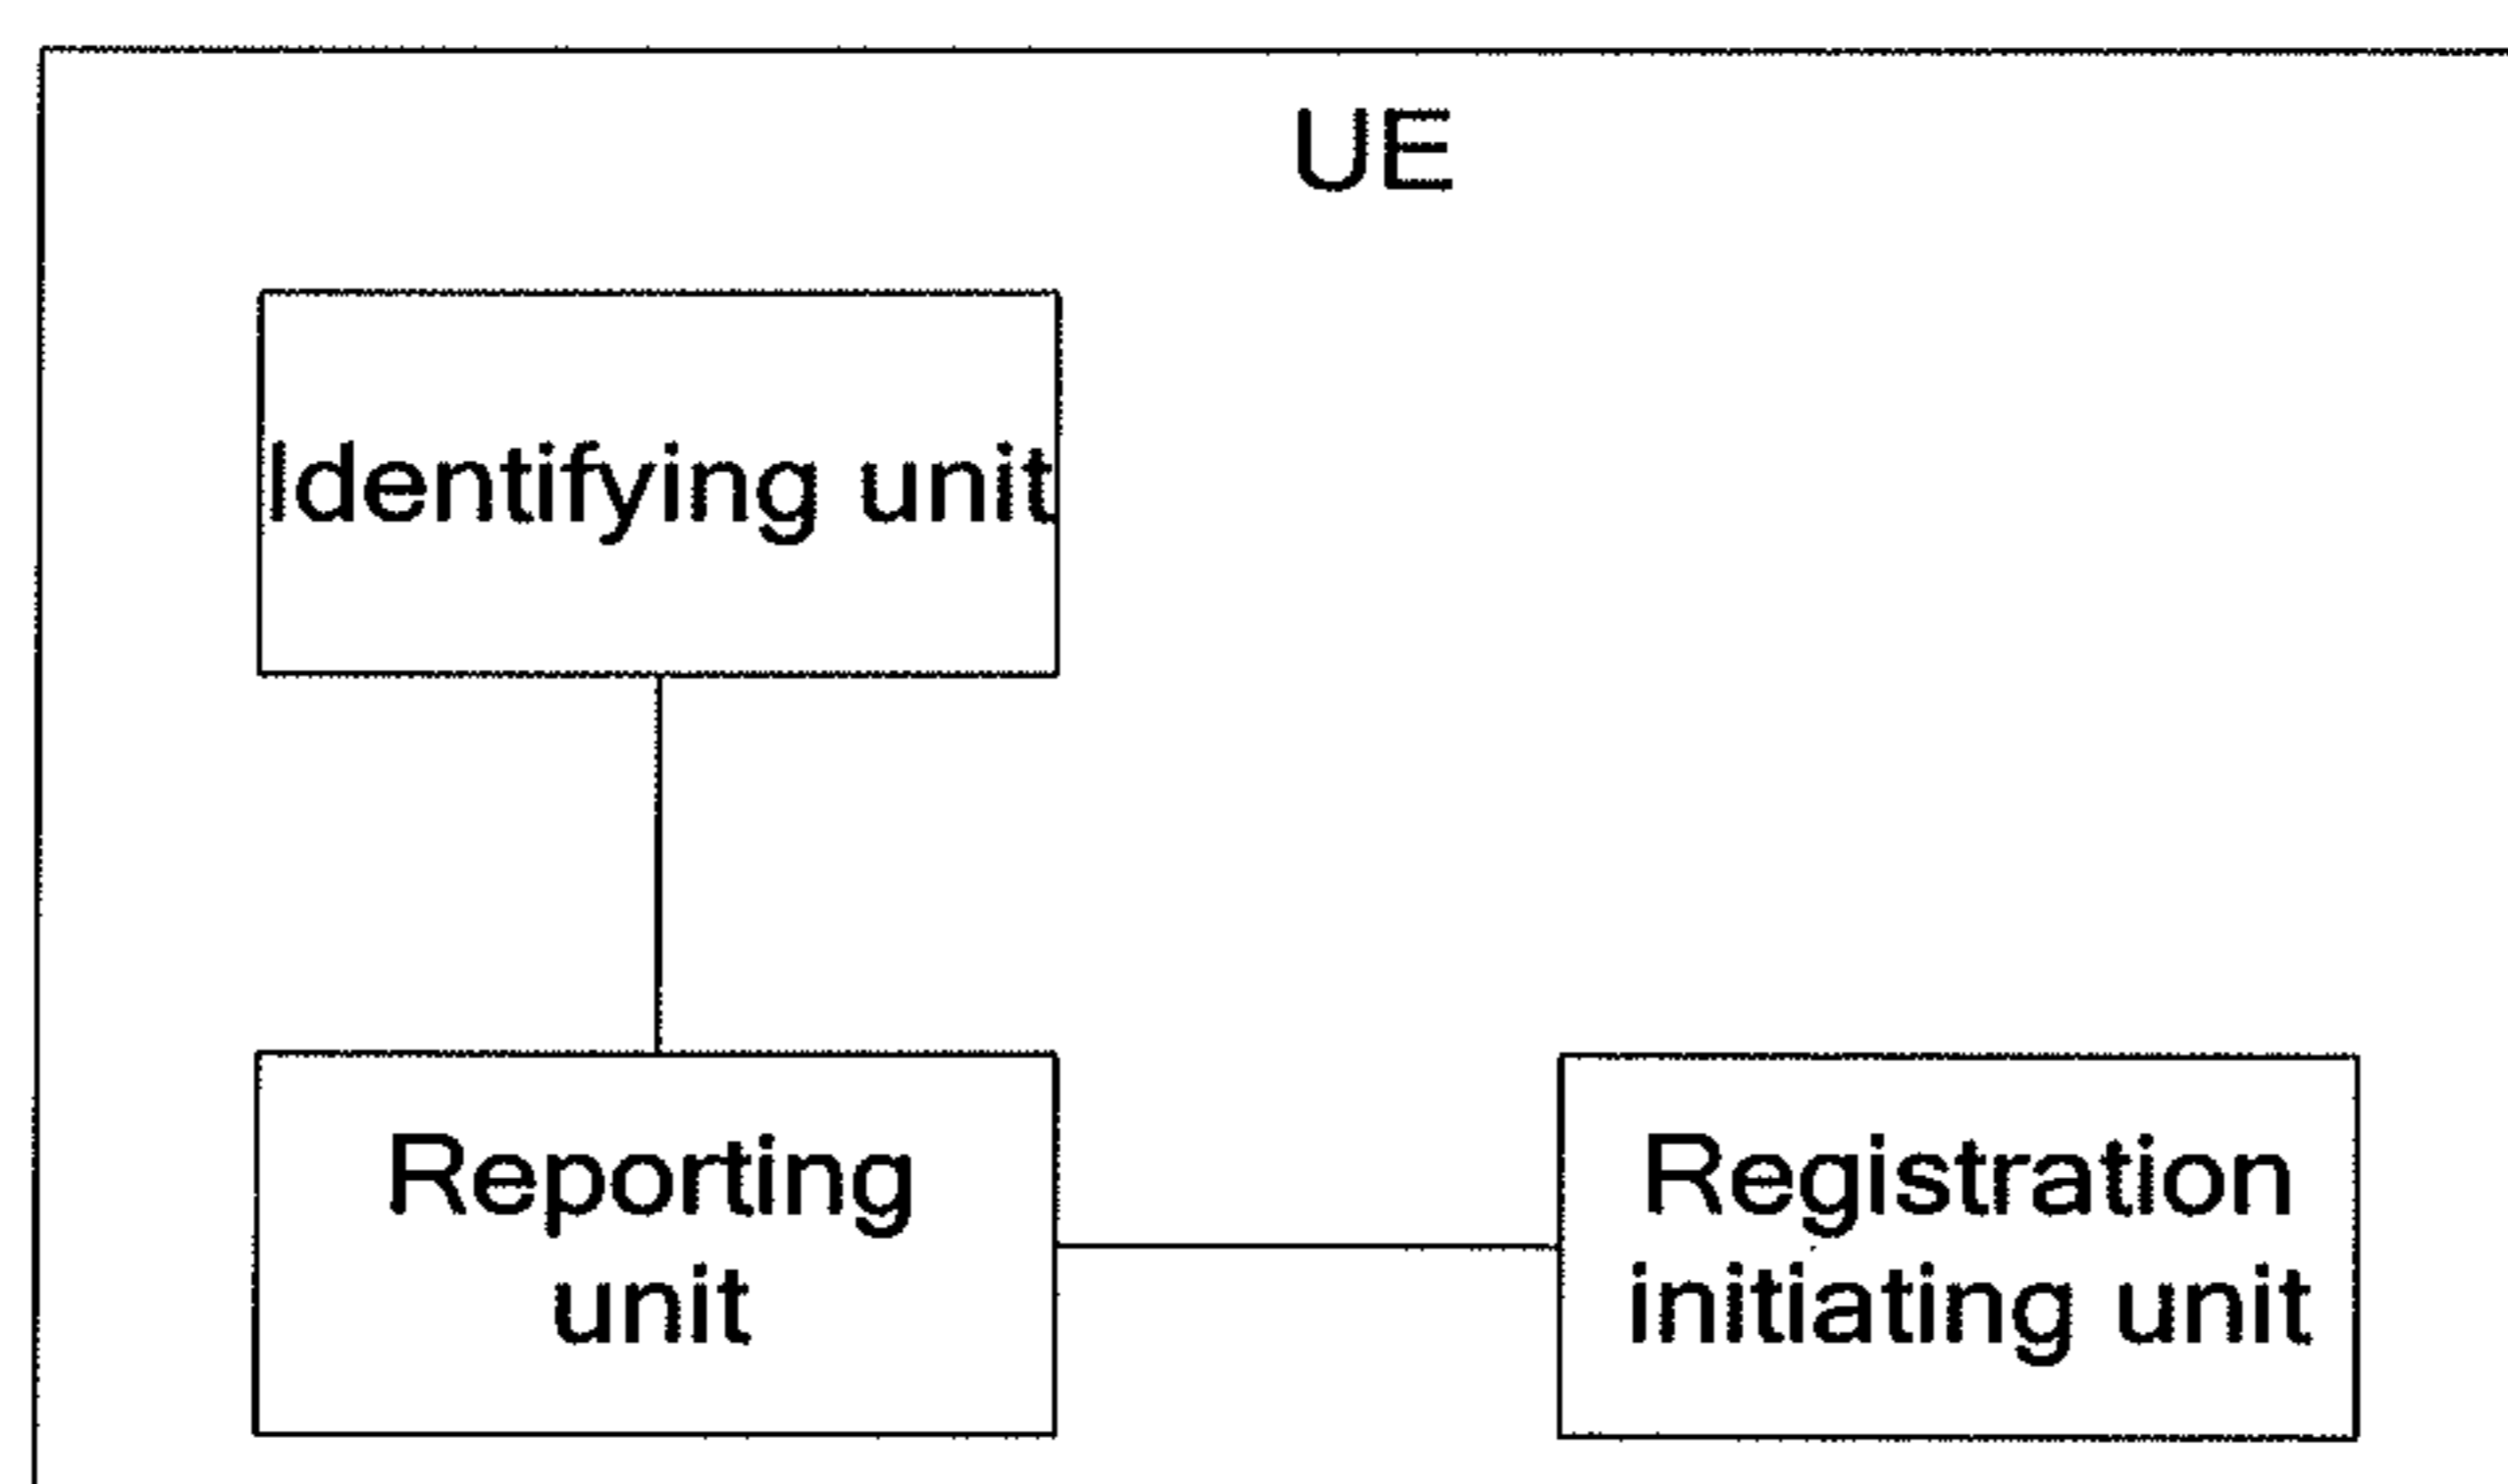 UE
Identifying unit
Reporting
unit
Registration
initiating unit